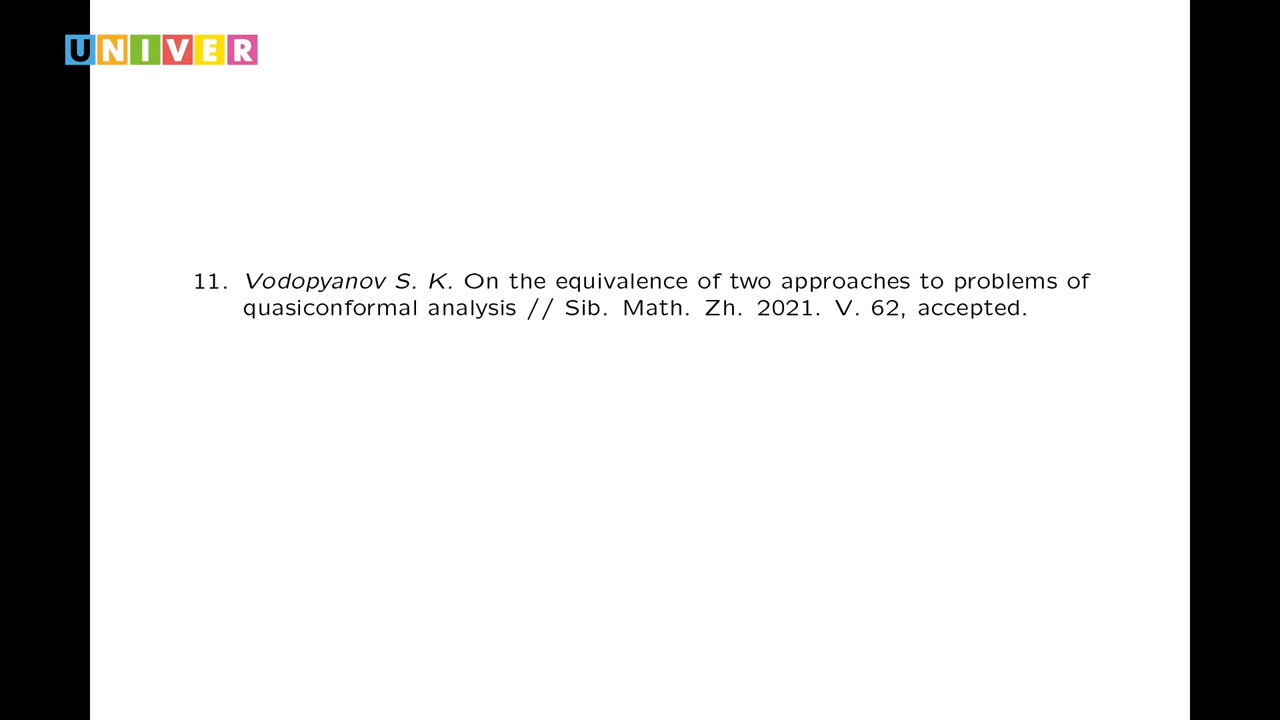 UNIVER
11. Vodopyanov S. K. On the equivalence of two approaches to problems of
quasiconformal analysis // Sib. Math. Zh. 2021. V. 62, accepted.